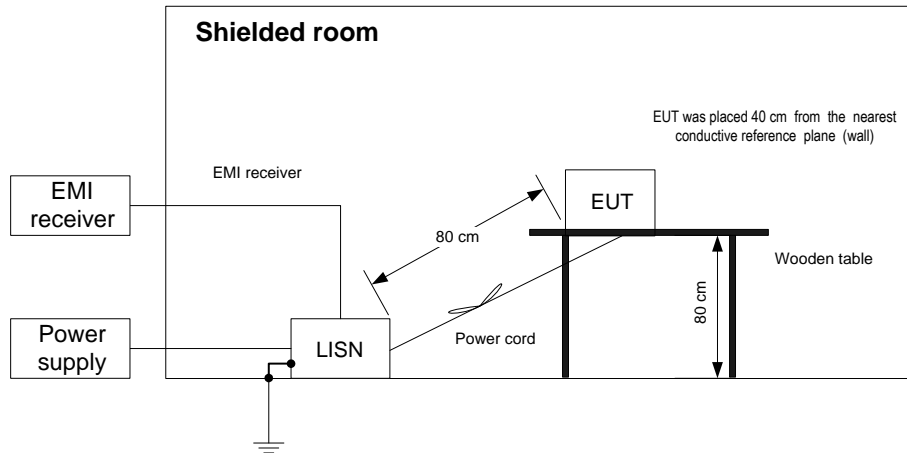 Shielded room
EUT was placed 40 cm from the nearest
conductive reference plane (wall)
EMI receiver
EMI
receiver
EUT
80 cm
Wooden table
80 cm
Power cord
Power
supply
LISN